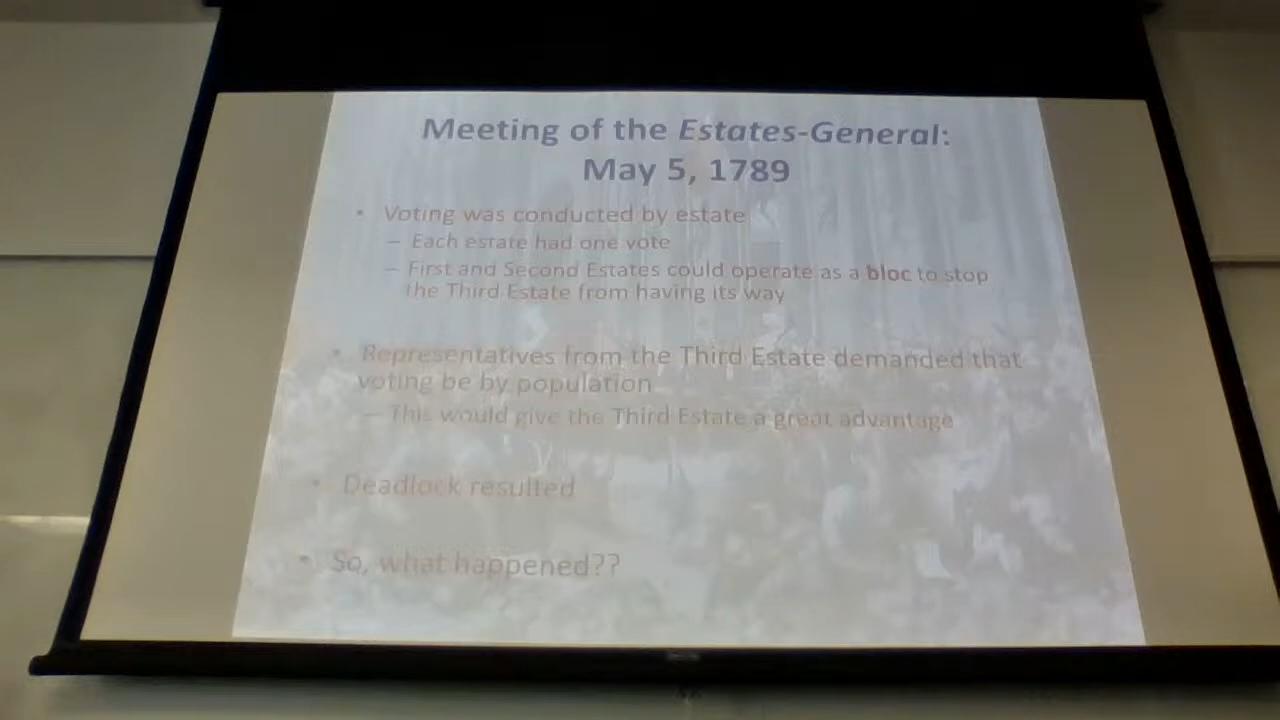 Meeting of the Estates-General:
May 5, 1789
• Voting was conducted by estate
– Each estate had one vote
– First and Second Estates could operate as a bloc to stop
the Third Estate from having its way
• Representatives from the Third Estate demanded that
voting be by population
– This would give the Third Estate a great advantage
• Deadlock resulted
• So, what happened??